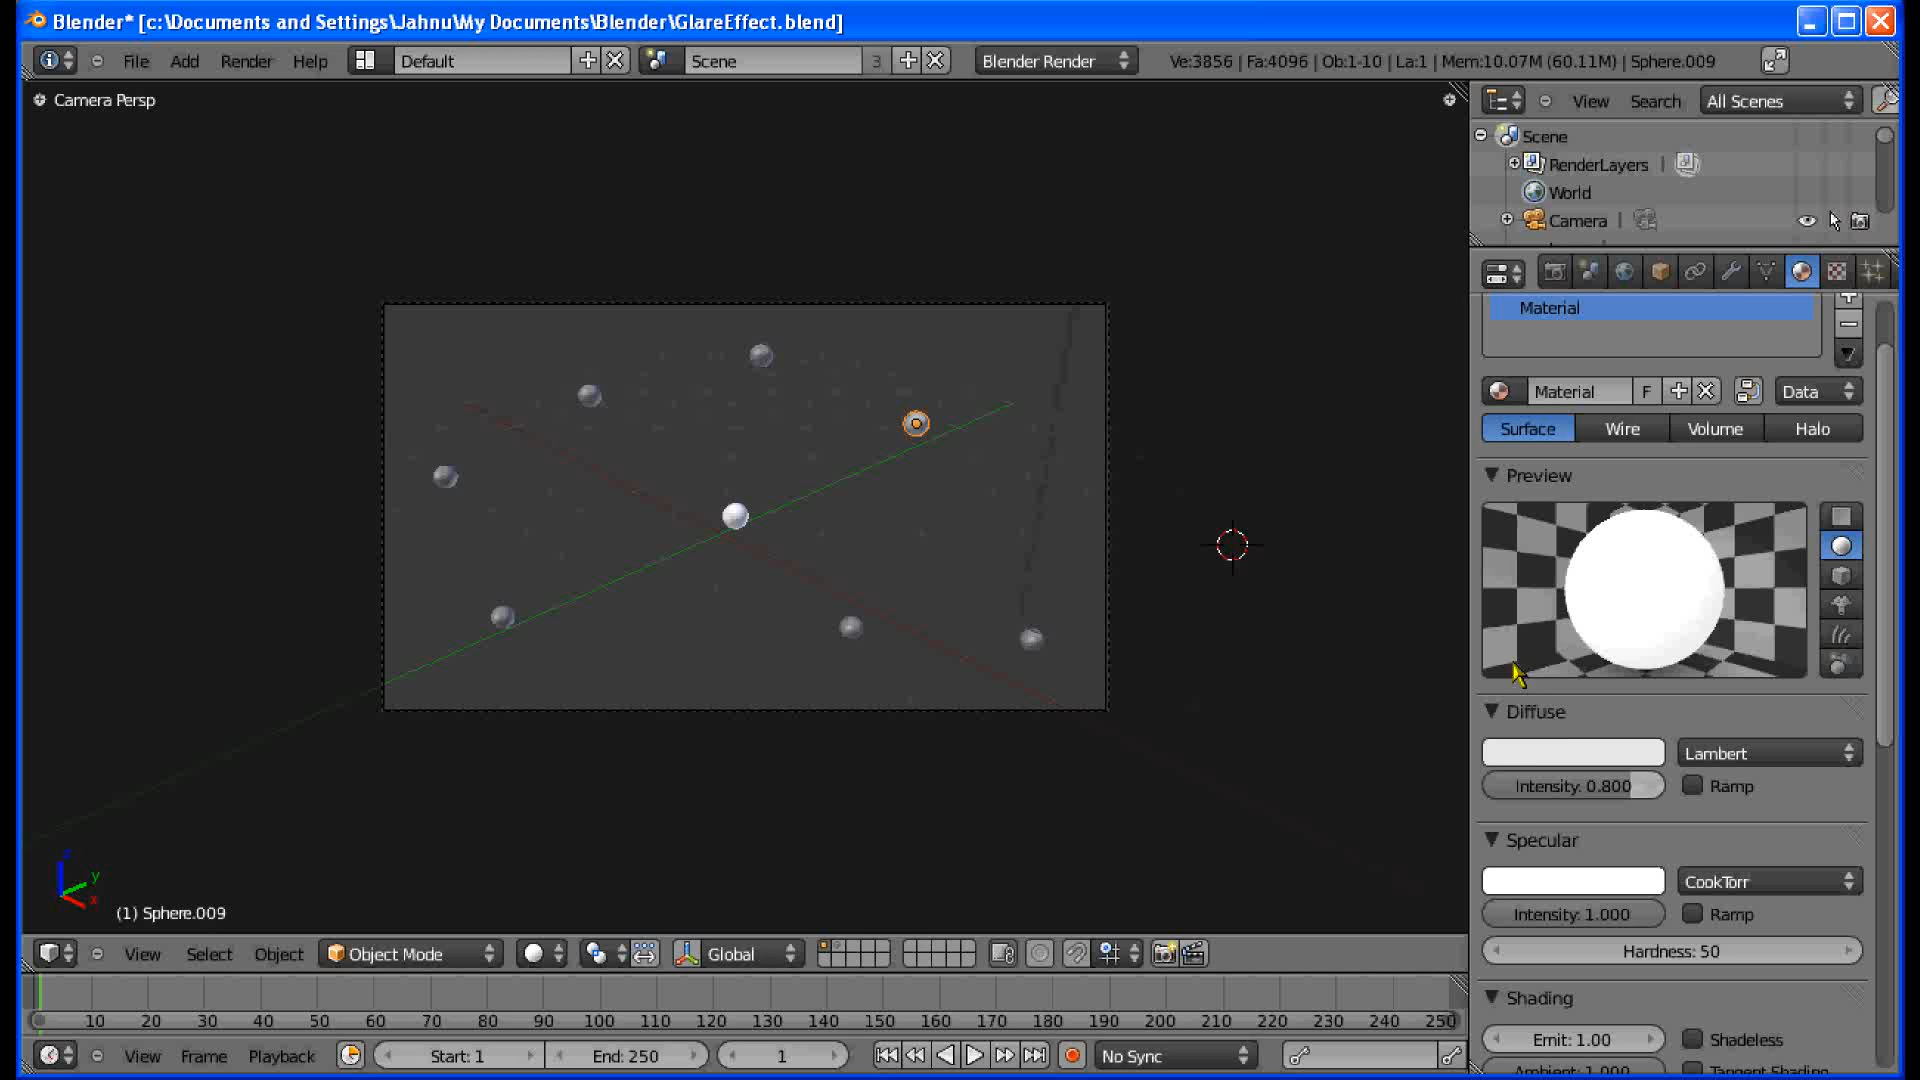 Blender* [c:\Documents and Settings\Jahnu\My Documents\Blender\GlareEffect.blend]
File Add Render Help Default Scene 3 Blender Render Ve:3856 | Fa:4096 | Ob:1-10 | La:1 | Mem:10.07M (60.11M) | Sphere.009
Camera Persp
View Search All Scenes
Scene
RenderLayers
World
Camera
Material
Material F Data
Surface Wire Volume Halo
Preview
Diffuse
Lambert
Intensity: 0.800 Ramp
Specular
CookTorr
Intensity: 1.000 Ramp
Hardness: 50
Shading
Emit: 1.00 Shadeless
Ambient: 1.000 Tangent Shading
z
y
x
(1) Sphere.009
View Select Object Object Mode Global
10 20 30 40 50 60 70 80 90 100 110 120 130 140 150 160 170 180 190 200 210 220 230 240 250
View Frame Playback Start: 1 End: 250 1 No Sync